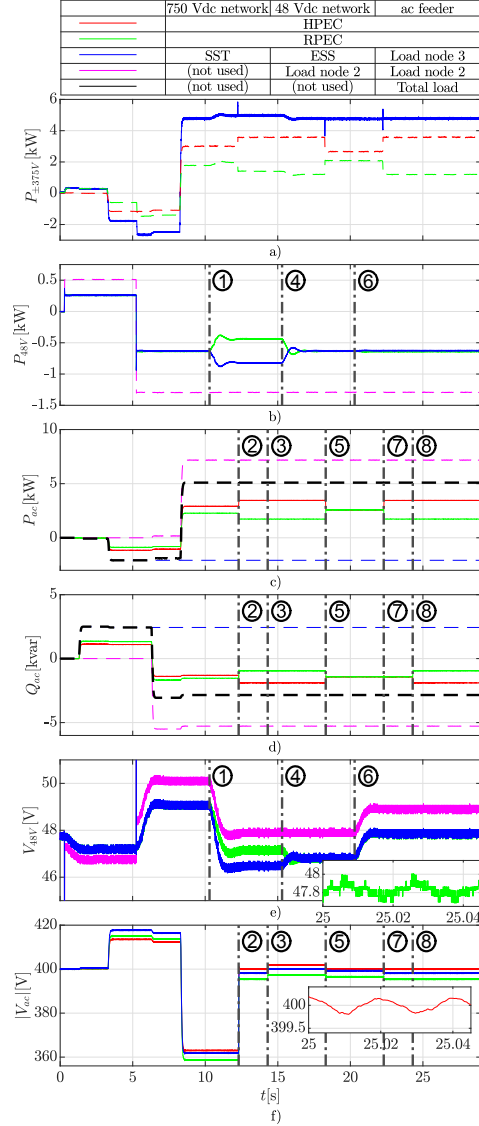 750 Vdc network 48 Vdc network ac feeder
HPEC
RPEC
SST ESS Load node 3
(not used) Load node 2 Load node 2
(not used) (not used) Total load
P±375V [kW]
6
4
2
0
-2
a)
P48V [kW]
0.5
0
-0.5
-1
-1.5
① ④ ⑥
b)
Pac [kW]
10
5
0
-5
② ③ ⑤ ⑦ ⑧
c)
Qac [kvar]
5
0
-5
② ③ ⑤ ⑦ ⑧
d)
V48V [V]
50
48
46
① ④ ⑥
48
47.8
25 25.02 25.04
e)
|Vac| [V]
420
400
380
360
② ③ ⑤ ⑦ ⑧
400
399.5
25 25.02 25.04
0 5 10 15 20 25
t[s]
f)